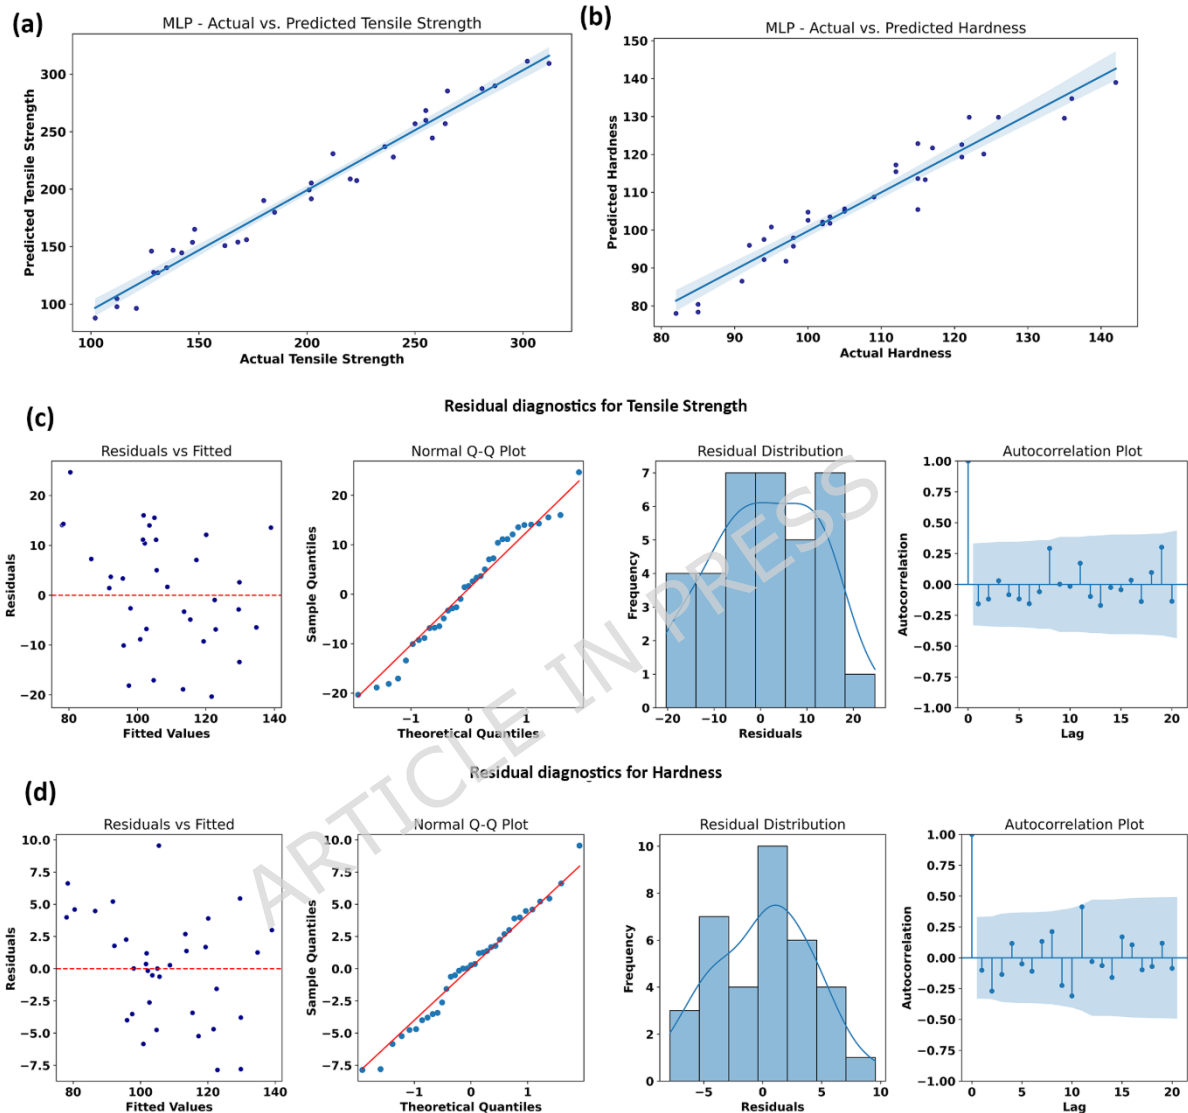 (a)
MLP - Actual vs. Predicted Tensile Strength
Predicted Tensile Strength
300
250
200
150
100
100 150 200 250 300
Actual Tensile Strength
(b)
MLP - Actual vs. Predicted Hardness
Predicted Hardness
150
140
130
120
110
100
90
80
80 90 100 110 120 130 140
Actual Hardness
(c)
Residual diagnostics for Tensile Strength
Residuals vs Fitted
Residuals
20
10
0
−10
−20
80 100 120 140
Fitted Values
Normal Q-Q Plot
Sample Quantiles
20
10
0
−10
−20
−1 0 1
Theoretical Quantiles
Residual Distribution
Frequency
7
6
5
4
3
2
1
0
−20 −10 0 10 20
Residuals
Autocorrelation Plot
Autocorrelation
1.00
0.75
0.50
0.25
0.00
−0.25
−0.50
−0.75
−1.00
0 5 10 15 20
Lag
ARTICLE IN PRESS
(d)
Residual diagnostics for Hardness
Residuals vs Fitted
Residuals
10.0
7.5
5.0
2.5
0.0
−2.5
−5.0
−7.5
80 100 120 140
Fitted Values
Normal Q-Q Plot
Sample Quantiles
10.0
7.5
5.0
2.5
0.0
−2.5
−5.0
−7.5
−1 0 1
Theoretical Quantiles
Residual Distribution
Frequency
10
8
6
4
2
0
−5 0 5 10
Residuals
Autocorrelation Plot
Autocorrelation
1.00
0.75
0.50
0.25
0.00
−0.25
−0.50
−0.75
−1.00
0 5 10 15 20
Lag